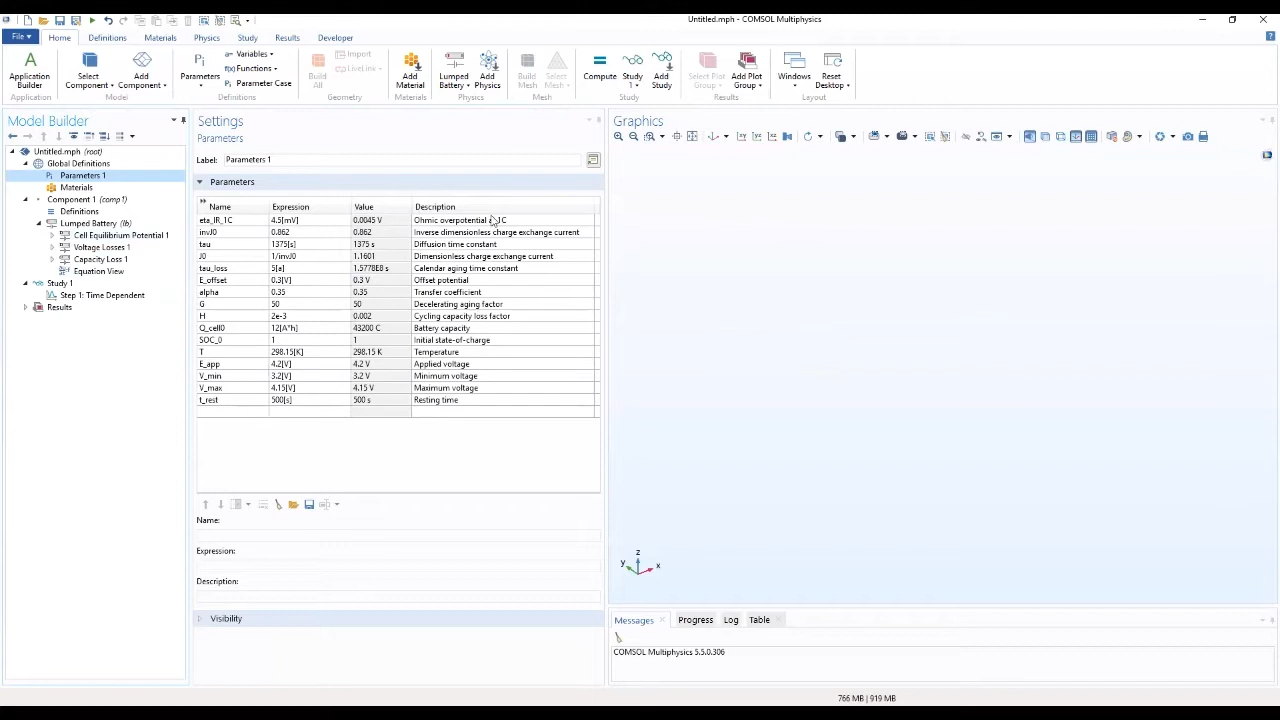 Untitled.mph - COMSOL Multiphysics
File Home Definitions Materials Physics Study Results Developer
Application Builder
Select Component
Add Component
Parameters
Variables
Functions
Parameter Case
Build All
Import
LiveLink
Add Material
Lumped Battery
Add Physics
Build Mesh
Select Mesh
Compute
Study 1
Add Study
Select Plot Group
Add Plot Group
Windows
Reset Desktop
Application Model Definitions Geometry Materials Physics Mesh Study Results Layout
Model Builder
Untitled.mph (root)
Global Definitions
Pi Parameters 1
Materials
Component 1 (comp1)
Definitions
Lumped Battery (lb)
Cell Equilibrium Potential 1
Voltage Losses 1
Capacity Loss 1
Equation View
Study 1
Step 1: Time Dependent
Results
Settings
Parameters
Label: Parameters 1
Parameters
Name Expression Value Description
eta_IR_1C 4.5[mV] 0.0045 V Ohmic overpotential 1C
invJ0 0.862 0.862 Inverse dimensionless charge exchange current
tau 1375[s] 1375 s Diffusion time constant
J0 1/invJ0 1.1601 Dimensionless charge exchange current
tau_loss 5[a] 1.5778E8 s Calendar aging time constant
E_offset 0.3[V] 0.3 V Offset potential
alpha 0.35 0.35 Transfer coefficient
G 50 50 Decelerating aging factor
H 2e-3 0.002 Cycling capacity loss factor
Q_cell0 12[A*h] 43200 C Battery capacity
SOC_0 1 1 Initial state-of-charge
T 298.15[K] 298.15 K Temperature
E_app 4.2[V] 4.2 V Applied voltage
V_min 3.2[V] 3.2 V Minimum voltage
V_max 4.15[V] 4.15 V Maximum voltage
t_rest 500[s] 500 s Resting time
Name:
Expression:
Description:
Visibility
Graphics
z
y
x
Messages Progress Log Table
COMSOL Multiphysics 5.5.0.306
766 MB | 919 MB